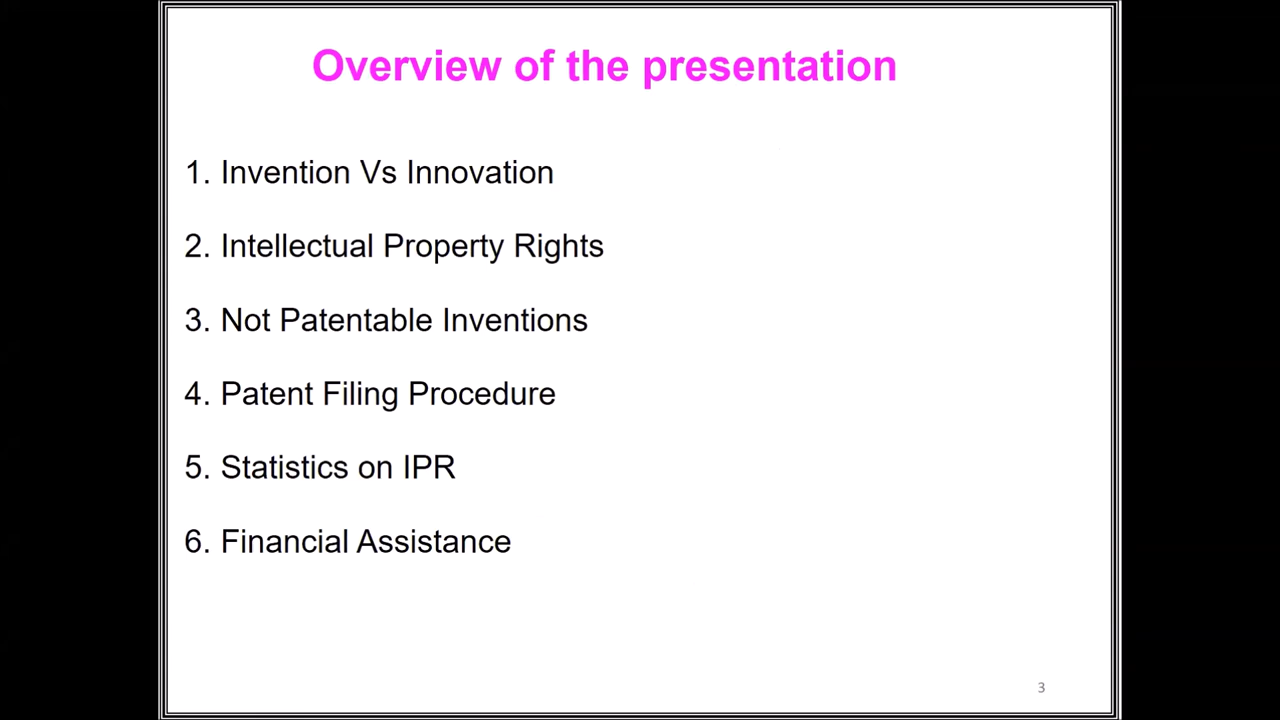 Overview of the presentation
1. Invention Vs Innovation
2. Intellectual Property Rights
3. Not Patentable Inventions
4. Patent Filing Procedure
5. Statistics on IPR
6. Financial Assistance
3